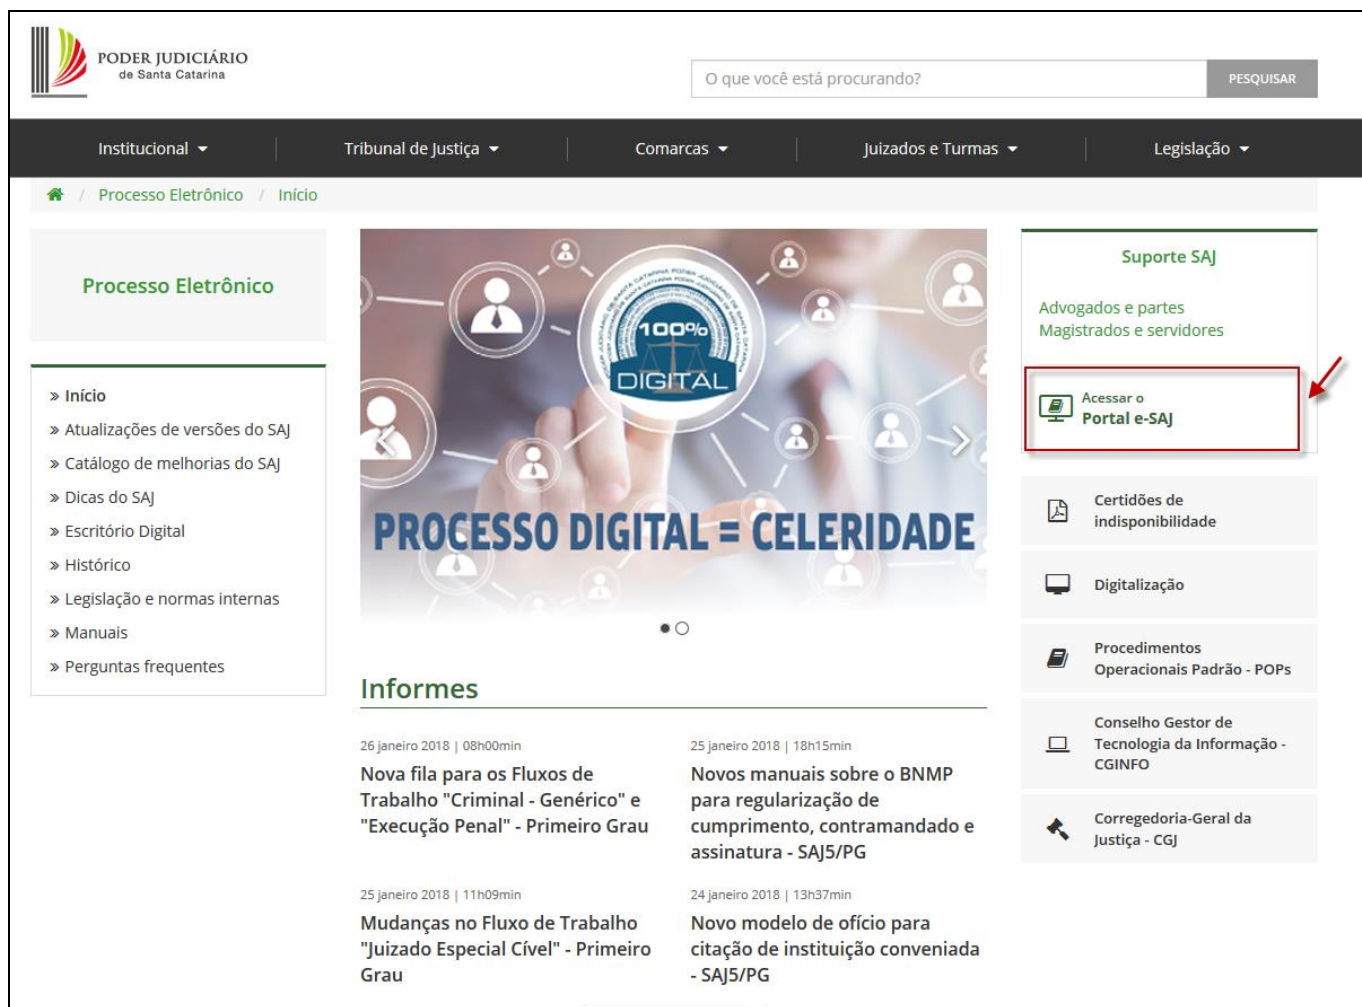 PODER JUDICIÁRIO
de Santa Catarina
O que você está procurando?
PESQUISAR
Institucional
Tribunal de Justiça
Comarcas
Juizados e Turmas
Legislação
/ Processo Eletrônico / Início
Processo Eletrônico
» Início
» Atualizações de versões do SAJ
» Catálogo de melhorias do SAJ
» Dicas do SAJ
» Escritório Digital
» Histórico
» Legislação e normas internas
» Manuais
» Perguntas frequentes
100%
DIGITAL
PROCESSO DIGITAL = CELERIDADE
Informes
26 janeiro 2018 | 08h00min
Nova fila para os Fluxos de
Trabalho "Criminal - Genérico" e
"Execução Penal" - Primeiro Grau
25 janeiro 2018 | 18h15min
Novos manuais sobre o BNMP
para regularização de
cumprimento, contramandado e
assinatura - SAJ5/PG
25 janeiro 2018 | 11h09min
Mudanças no Fluxo de Trabalho
"Juizado Especial Cível" - Primeiro
Grau
24 janeiro 2018 | 13h37min
Novo modelo de ofício para
citação de instituição conveniada
- SAJ5/PG
Suporte SAJ
Advogados e partes
Magistrados e servidores
Acessar o
Portal e-SAJ
Certidões de
indisponibilidade
Digitalização
Procedimentos
Operacionais Padrão - POPs
Conselho Gestor de
Tecnologia da Informação -
CGINFO
Corregedoria-Geral da
Justiça - CGJ